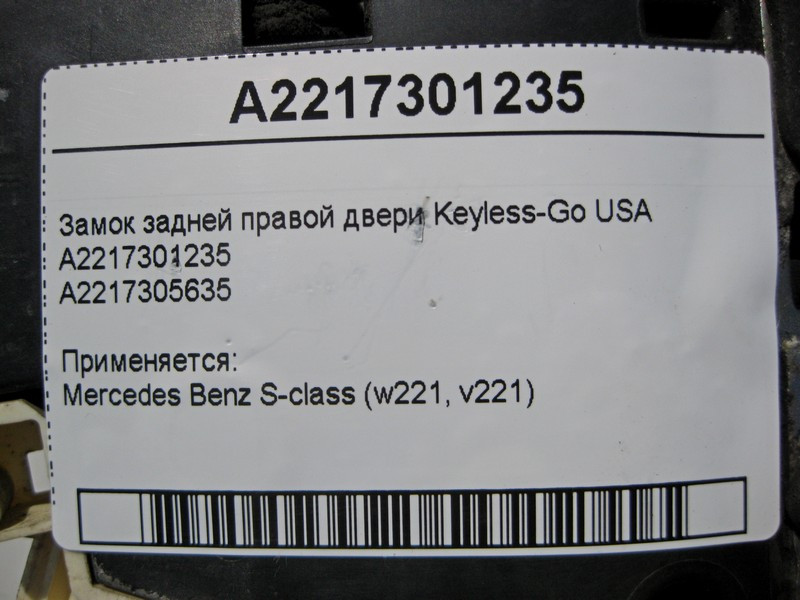 A2217301235
Замок задней правой двери Keyless-Go USA
A2217301235
A2217305635
Применяется:
Mercedes Benz S-class (w221, v221)